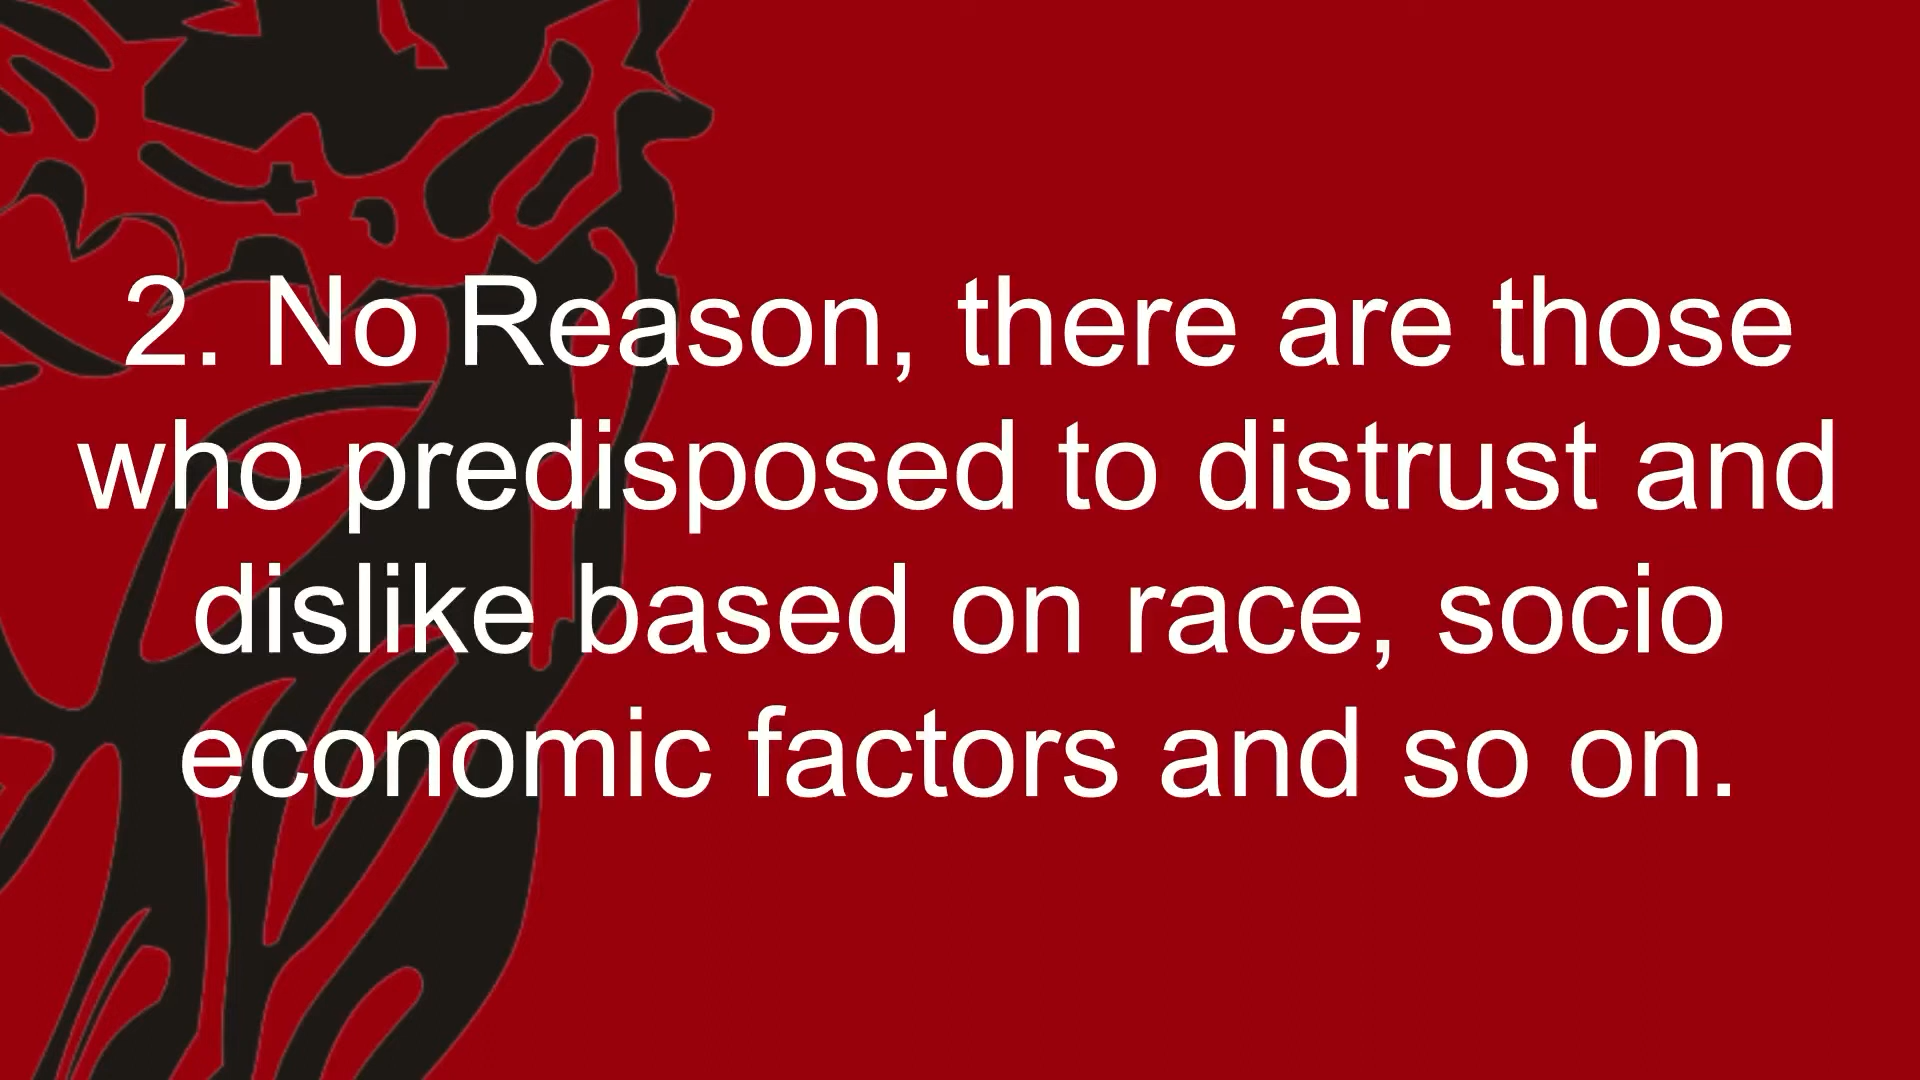 2. No Reason, there are those
who predisposed to distrust and
dislike based on race, socio
economic factors and so on.